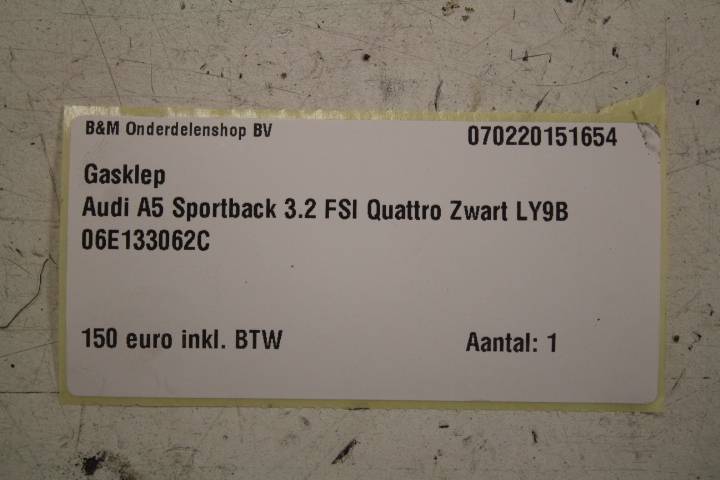 B&M Onderdelenshop BV 070220151654
Gasklep
Audi A5 Sportback 3.2 FSI Quattro Zwart LY9B
06E133062C
150 euro inkl. BTW Aantal: 1